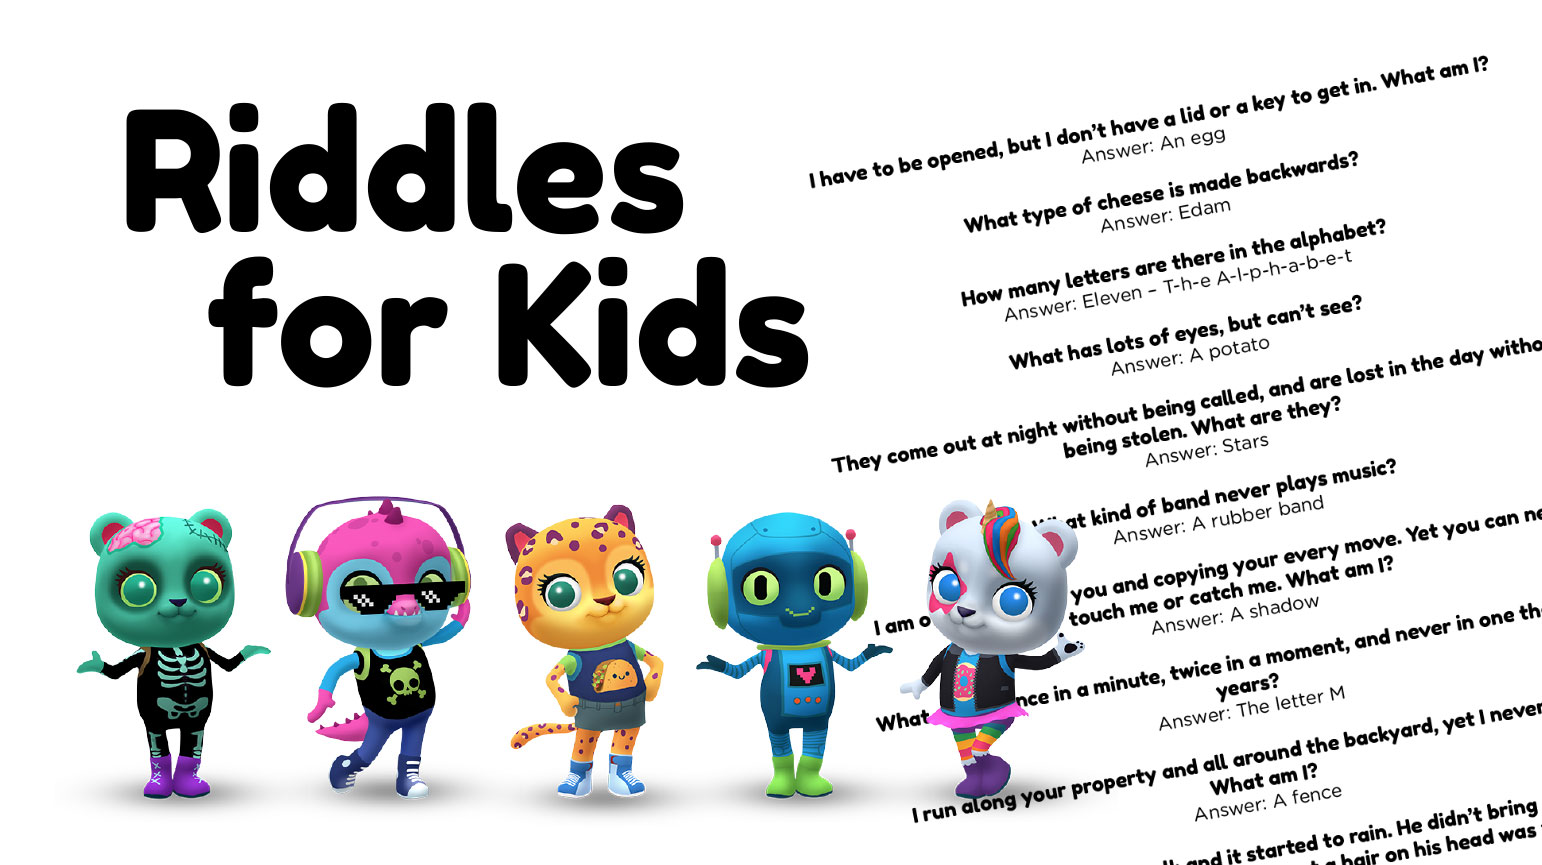 Riddles
for Kids
I have to be opened, but I don't have a lid or a key to get in. What am I?
Answer: An egg
What type of cheese is made backwards?
Answer: Edam
How many letters are there in the alphabet?
Answer: Eleven – T-h-e A-l-p-h-a-b-e-t
What has lots of eyes, but can't see?
Answer: A potato
They come out at night without being called, and are lost in the day witho
being stolen. What are they?
Answer: Stars
at kind of band never plays music?
Answer: A rubber band
I am o you and copying your every move. Yet you can ne
touch me or catch me. What am I?
Answer: A shadow
What nce in a minute, twice in a moment, and never in one th
years?
Answer: The letter M
I run along your property and all around the backyard, yet I never
What am I?
Answer: A fence
and it started to rain. He didn't bring
hair on his head was